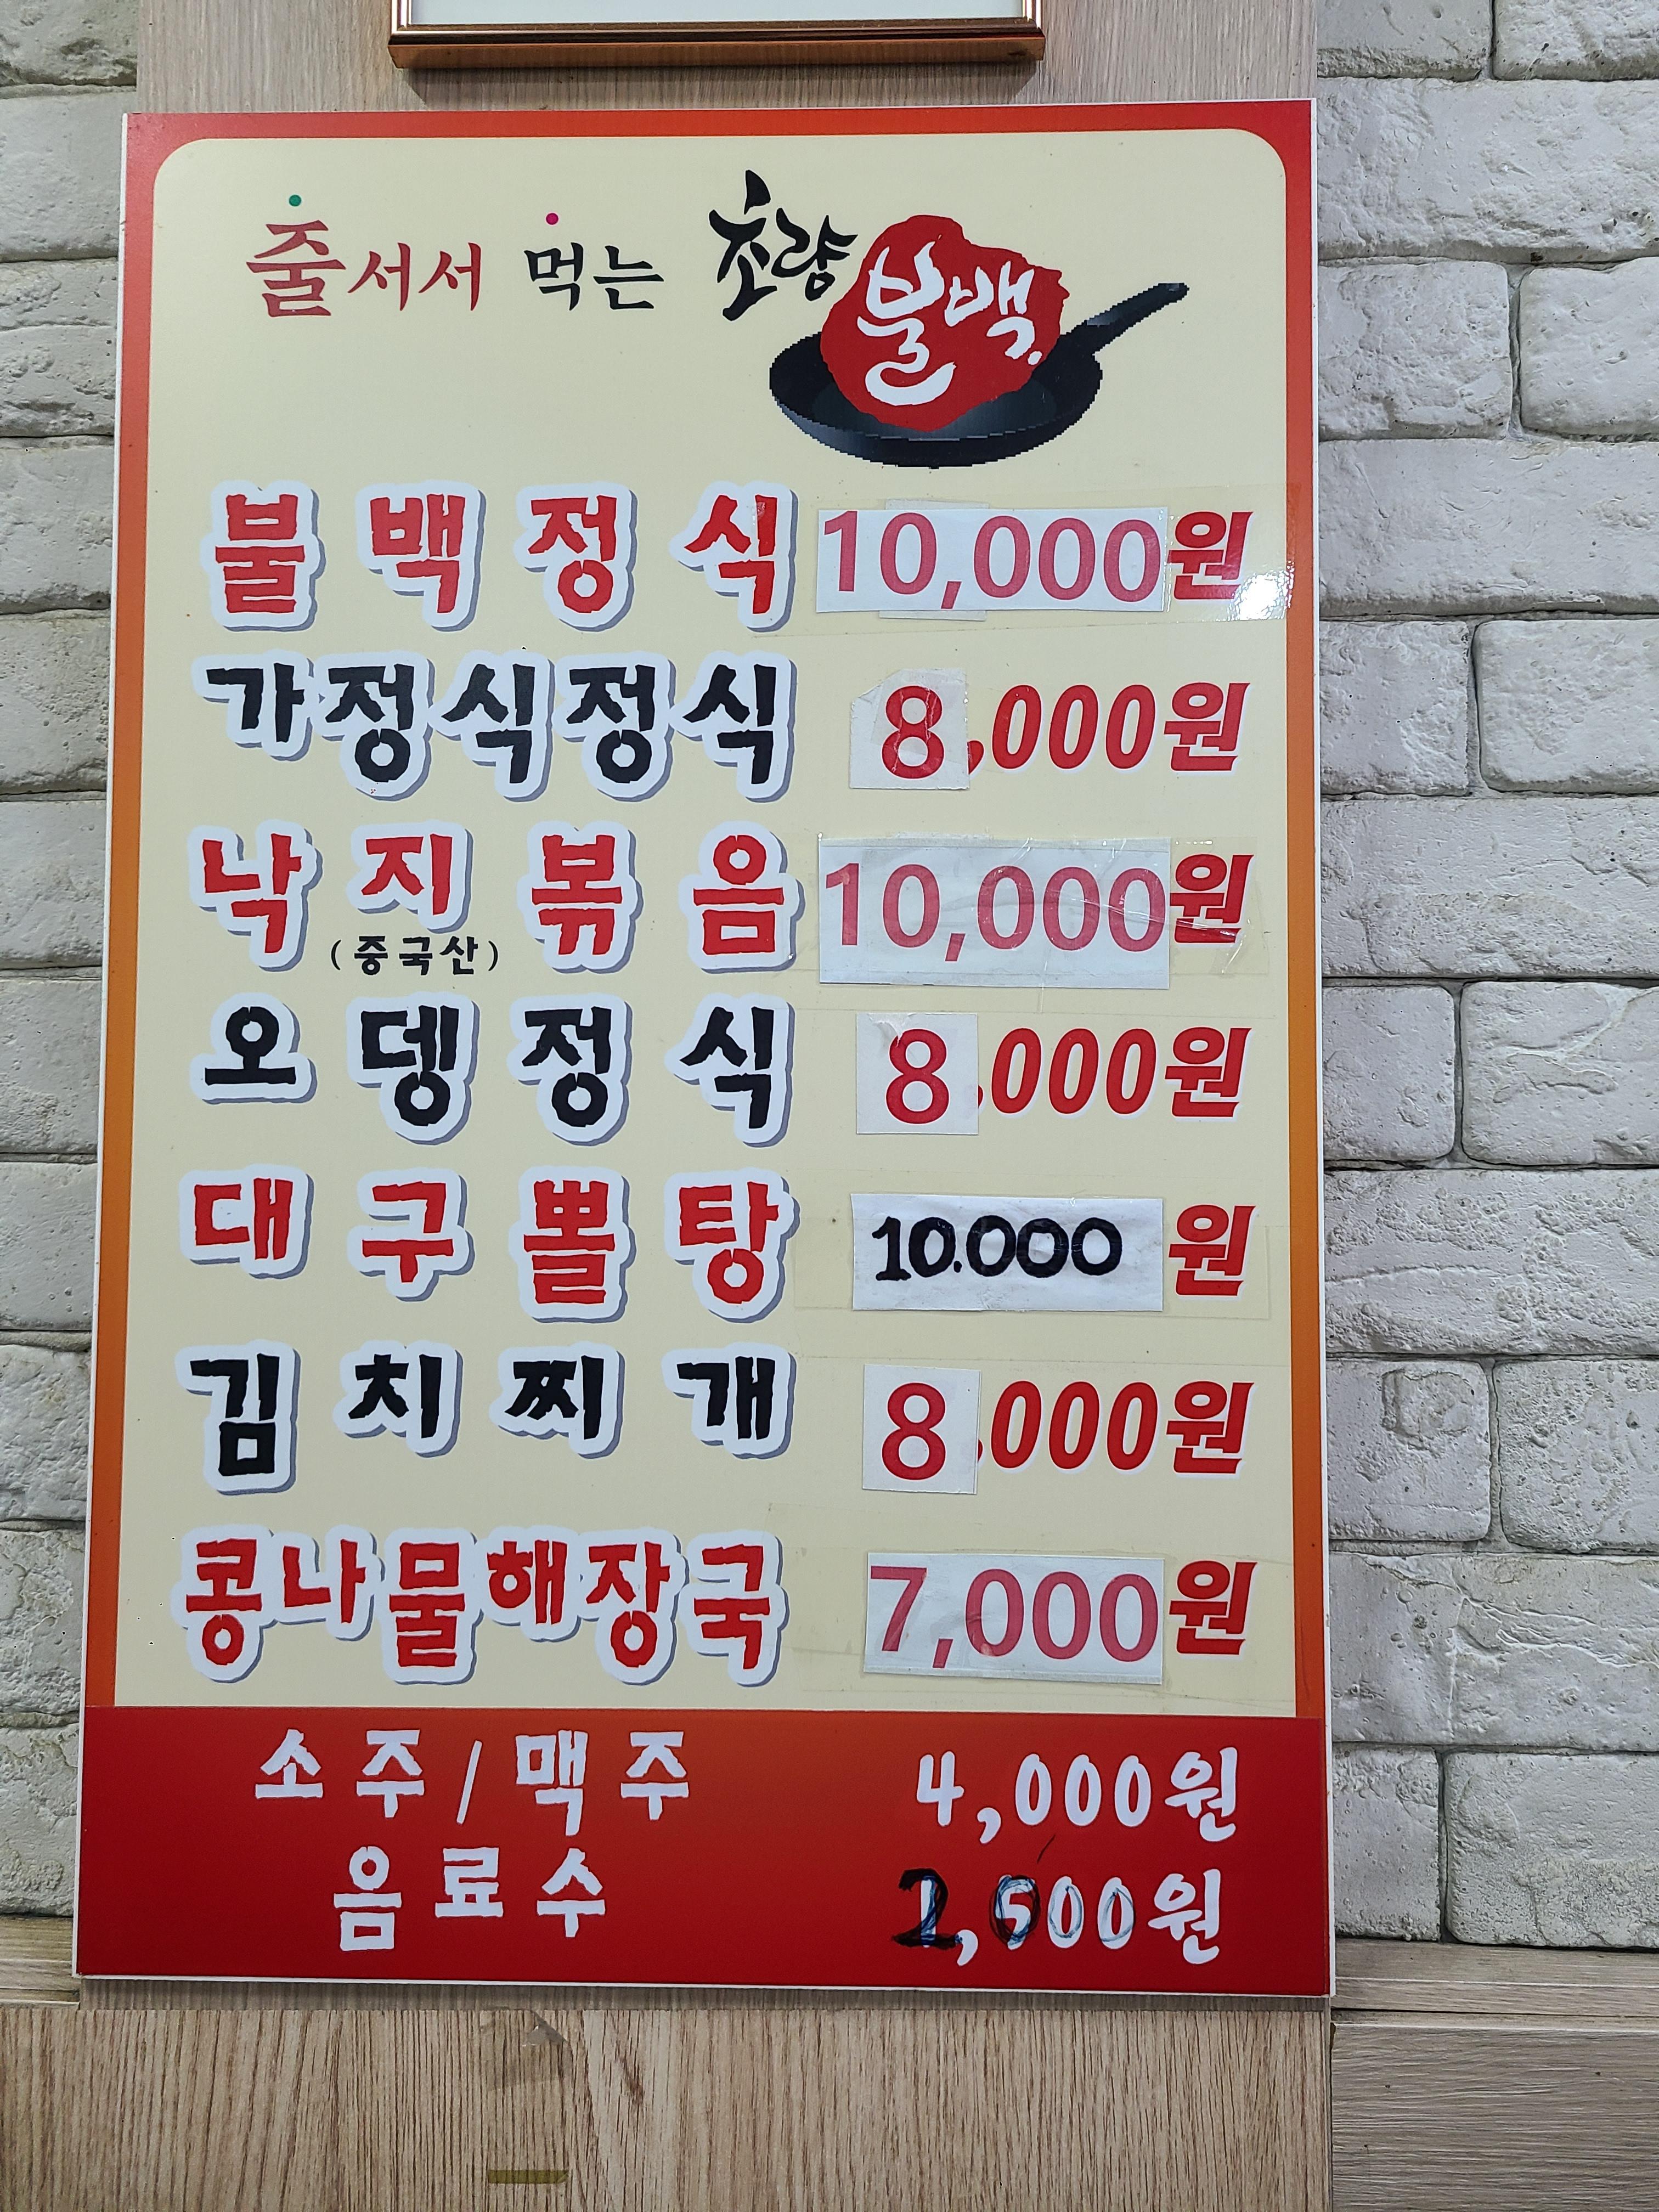 줄서서 먹는 초량 불백.
불백정식 10,000원
가정식정식 8,000원
낙지볶음 10,000원
(중국산)
오뎅정식 8,000원
대구뽈탕 10.000 원
김치찌개 8,000원
콩나물해장국 7,000원
소주/맥주 4,000원
음료수 2,000원